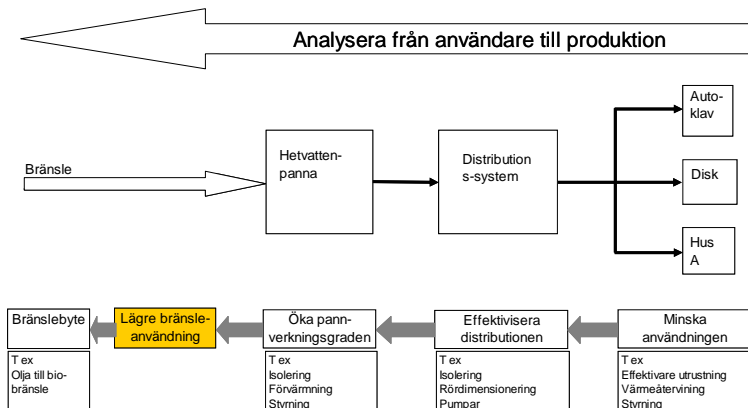 Analysera från användare till produktion
Auto-
klav
Bränsle
Hetvatten-
panna
Distribution
s-system
Disk
Hus
A
Bränslebyte
Lägre bränsle-
användning
Öka pann-
verkningsgraden
Effektivisera
distributionen
Minska
användningen
T ex
Olja till bio-
bränsle
T ex
Isolering
Förvärmning
Styrning
T ex
Isolering
Rördimensionering
Pumpar
T ex
Effektivare utrustning
Värmeåtervining
Styrning